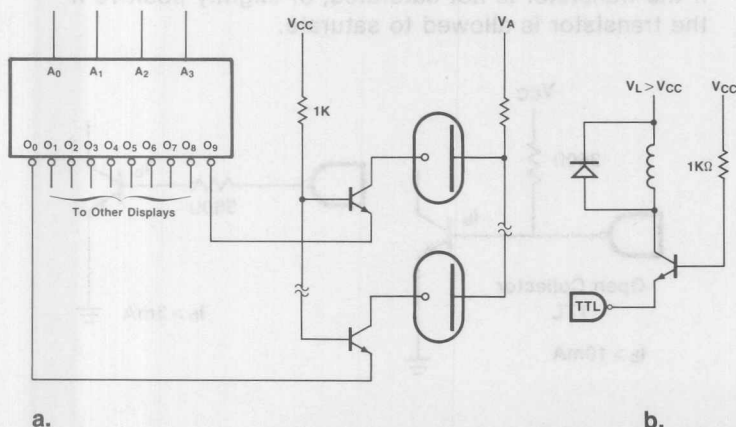 VCC
VA
A0 A1 A2 A3
VL > VCC
VCC
1K
O0 O1 O2 O3 O4 O5 O6 O7 O8 O9
1KΩ
To Other Displays
TTL
a.
b.